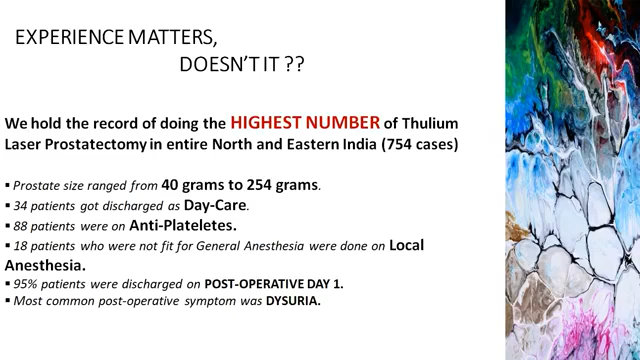 EXPERIENCE MATTERS,
DOESN'T IT ??
We hold the record of doing the HIGHEST NUMBER of Thulium
Laser Prostatectomy in entire North and Eastern India (754 cases)
▪ Prostate size ranged from 40 grams to 254 grams.
▪ 34 patients got discharged as Day-Care.
▪ 88 patients were on Anti-Plateletes.
▪ 18 patients who were not fit for General Anesthesia were done on Local
Anesthesia.
▪ 95% patients were discharged on POST-OPERATIVE DAY 1.
▪ Most common post-operative symptom was DYSURIA.